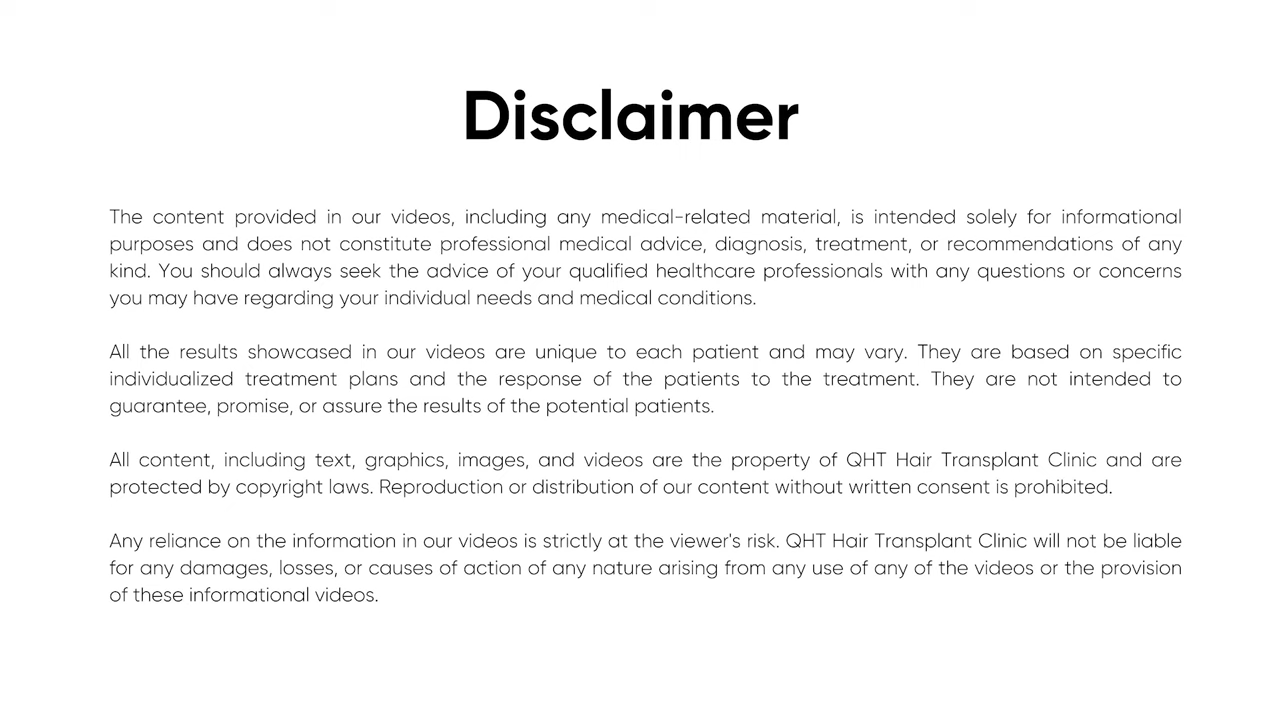 Disclaimer
The content provided in our videos, including any medical-related material, is intended solely for informational
purposes and does not constitute professional medical advice, diagnosis, treatment, or recommendations of any
kind. You should always seek the advice of your qualified healthcare professionals with any questions or concerns
you may have regarding your individual needs and medical conditions.
All the results showcased in our videos are unique to each patient and may vary. They are based on specific
individualized treatment plans and the response of the patients to the treatment. They are not intended to
guarantee, promise, or assure the results of the potential patients.
All content, including text, graphics, images, and videos are the property of QHT Hair Transplant Clinic and are
protected by copyright laws. Reproduction or distribution of our content without written consent is prohibited.
Any reliance on the information in our videos is strictly at the viewer's risk. QHT Hair Transplant Clinic will not be liable
for any damages, losses, or causes of action of any nature arising from any use of any of the videos or the provision
of these informational videos.